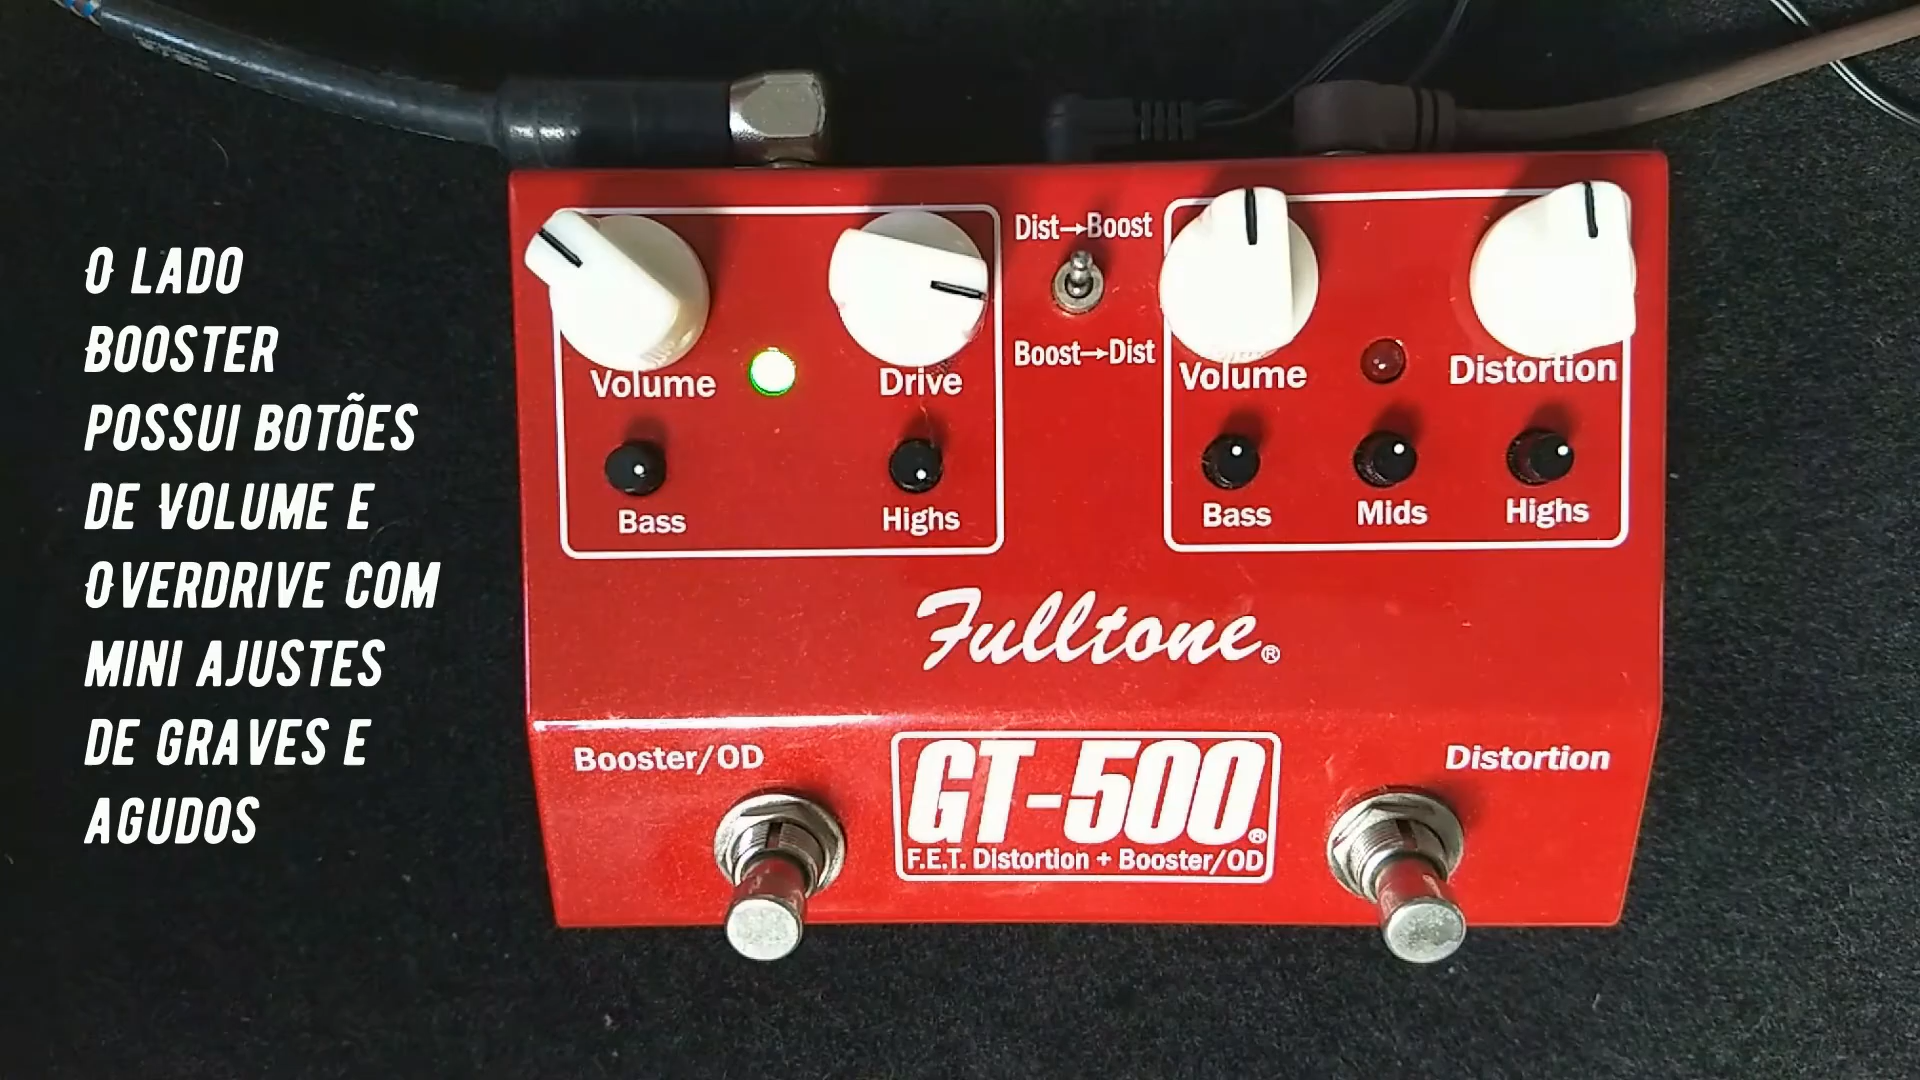 O LADO
BOOSTER
POSSUI BOTÕES
DE VOLUME E
OVERDRIVE COM
MINI AJUSTES
DE GRAVES E
AGUDOS
Dist→Boost
Boost→Dist
Volume
Drive
Bass
Highs
Volume
Distortion
Bass
Mids
Highs
Fulltone®
Booster/OD
Distortion
GT-500®
F.E.T. Distortion + Booster/OD